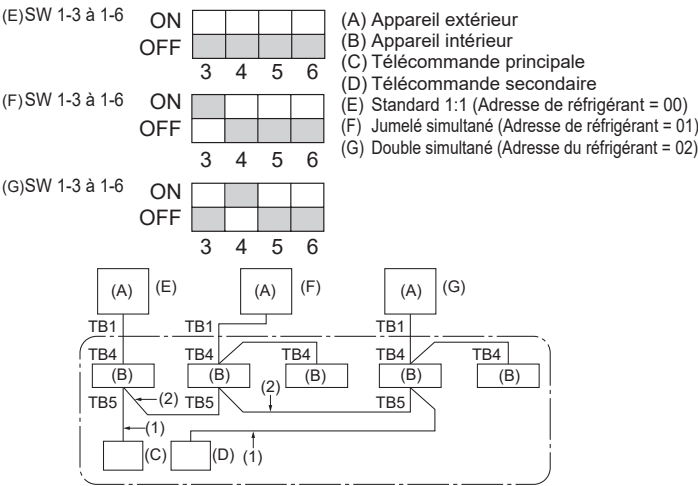 (E)SW 1-3 à 1-6
ON
OFF
3 4 5 6
(F)SW 1-3 à 1-6
ON
OFF
3 4 5 6
(G)SW 1-3 à 1-6
ON
OFF
3 4 5 6
(A) Appareil extérieur
(B) Appareil intérieur
(C) Télécommande principale
(D) Télécommande secondaire
(E) Standard 1:1 (Adresse de réfrigérant = 00)
(F) Jumelé simultané (Adresse de réfrigérant = 01)
(G) Double simultané (Adresse du réfrigérant = 02)
(A) (E) (A) (F) (A) (G)
TB1 TB1 TB1
TB4 TB4 TB4 TB4 TB4
(B) (B) (B) (B) (B)
TB5 (2) TB5 (2) TB5
(1)
(C) (D) (1)